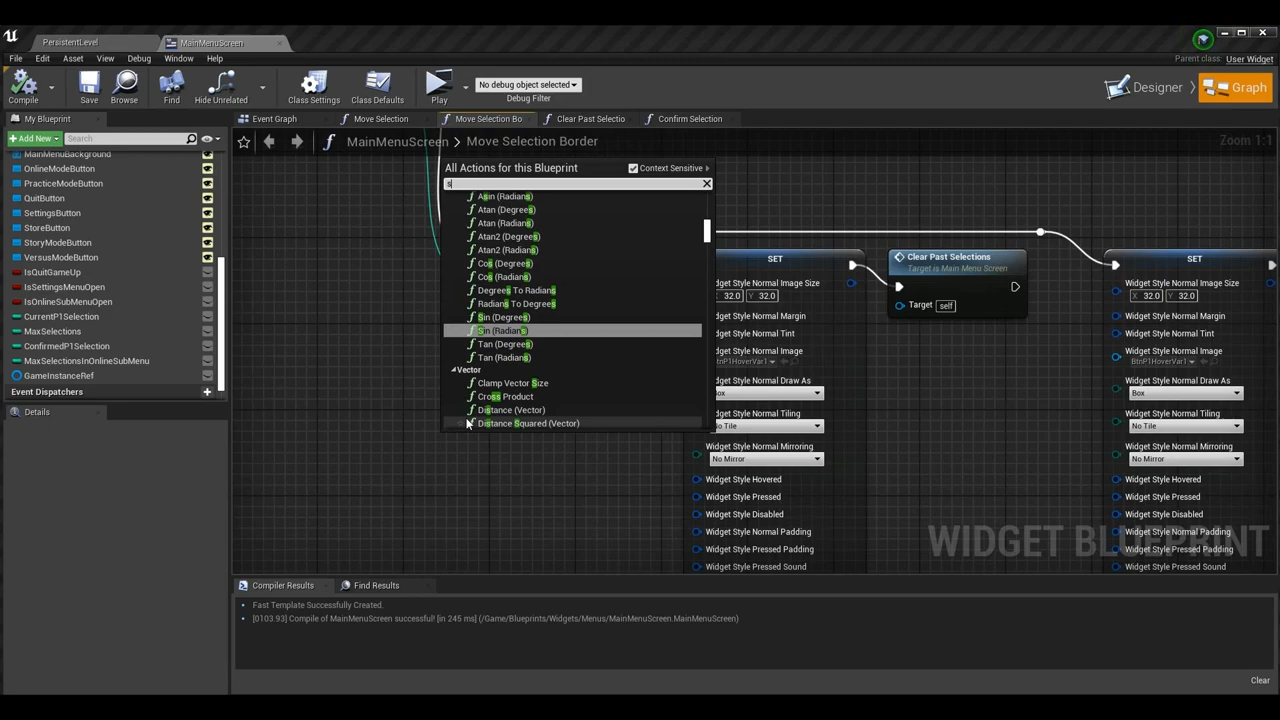 PersistentLevel
MainMenuScreen
File Edit Asset View Debug Window Help
Parent class: User Widget
Compile Save Browse Find Hide Unrelated Class Settings Class Defaults Play
No debug object selected
Debug Filter
Designer
Graph
My Blueprint
Event Graph Move Selection Move Selection Bo Clear Past Selectio Confirm Selection
Add New Search
MainMenuScreen > Move Selection Border
Zoom 1:1
MainMenuBackground
OnlineModeButton
PracticeModeButton
QuitButton
SettingsButton
StoreButton
StoryModeButton
VersusModeButton
IsQuitGameUp
IsSettingsMenuOpen
IsOnlineSubMenuOpen
CurrentP1Selection
MaxSelections
ConfirmedP1Selection
MaxSelectionsInOnlineSubMenu
GameInstanceRef
Event Dispatchers
Details
All Actions for this Blueprint Context Sensitive
s
Asin (Radians)
Atan (Degrees)
Atan (Radians)
Atan2 (Degrees)
Atan2 (Radians)
Cos (Degrees)
Cos (Radians)
Degrees To Radians
Radians To Degrees
Sin (Degrees)
Sin (Radians)
Tan (Degrees)
Tan (Radians)
Vector
Clamp Vector Size
Cross Product
Distance (Vector)
Distance Squared (Vector)
SET
dget Style Normal Image Size
32.0 Y 32.0
dget Style Normal Margin
dget Style Normal Tint
dget Style Normal Image
BtnP1HoverVar1
dget Style Normal Draw As
ox
dget Style Normal Tiling
o Tile
Widget Style Normal Mirroring
No Mirror
Widget Style Hovered
Widget Style Pressed
Widget Style Disabled
Widget Style Normal Padding
Widget Style Pressed Padding
Widget Style Pressed Sound
Clear Past Selections
Target is Main Menu Screen
Target self
SET
Widget Style Normal Image Size
X 32.0 Y 32.0
Widget Style Normal Margin
Widget Style Normal Tint
Widget Style Normal Image
BtnP1HoverVar1
Widget Style Normal Draw As
Box
Widget Style Normal Tiling
No Tile
Widget Style Normal Mirroring
No Mirror
Widget Style Hovered
Widget Style Pressed
Widget Style Disabled
Widget Style Normal Padding
Widget Style Pressed Padding
Widget Style Pressed Sound
WIDGET BLUEPRINT
Compiler Results Find Results
Fast Template Successfully Created.
[0103.93] Compile of MainMenuScreen successful! [in 245 ms] (/Game/Blueprints/Widgets/Menus/MainMenuScreen.MainMenuScreen)
Clear